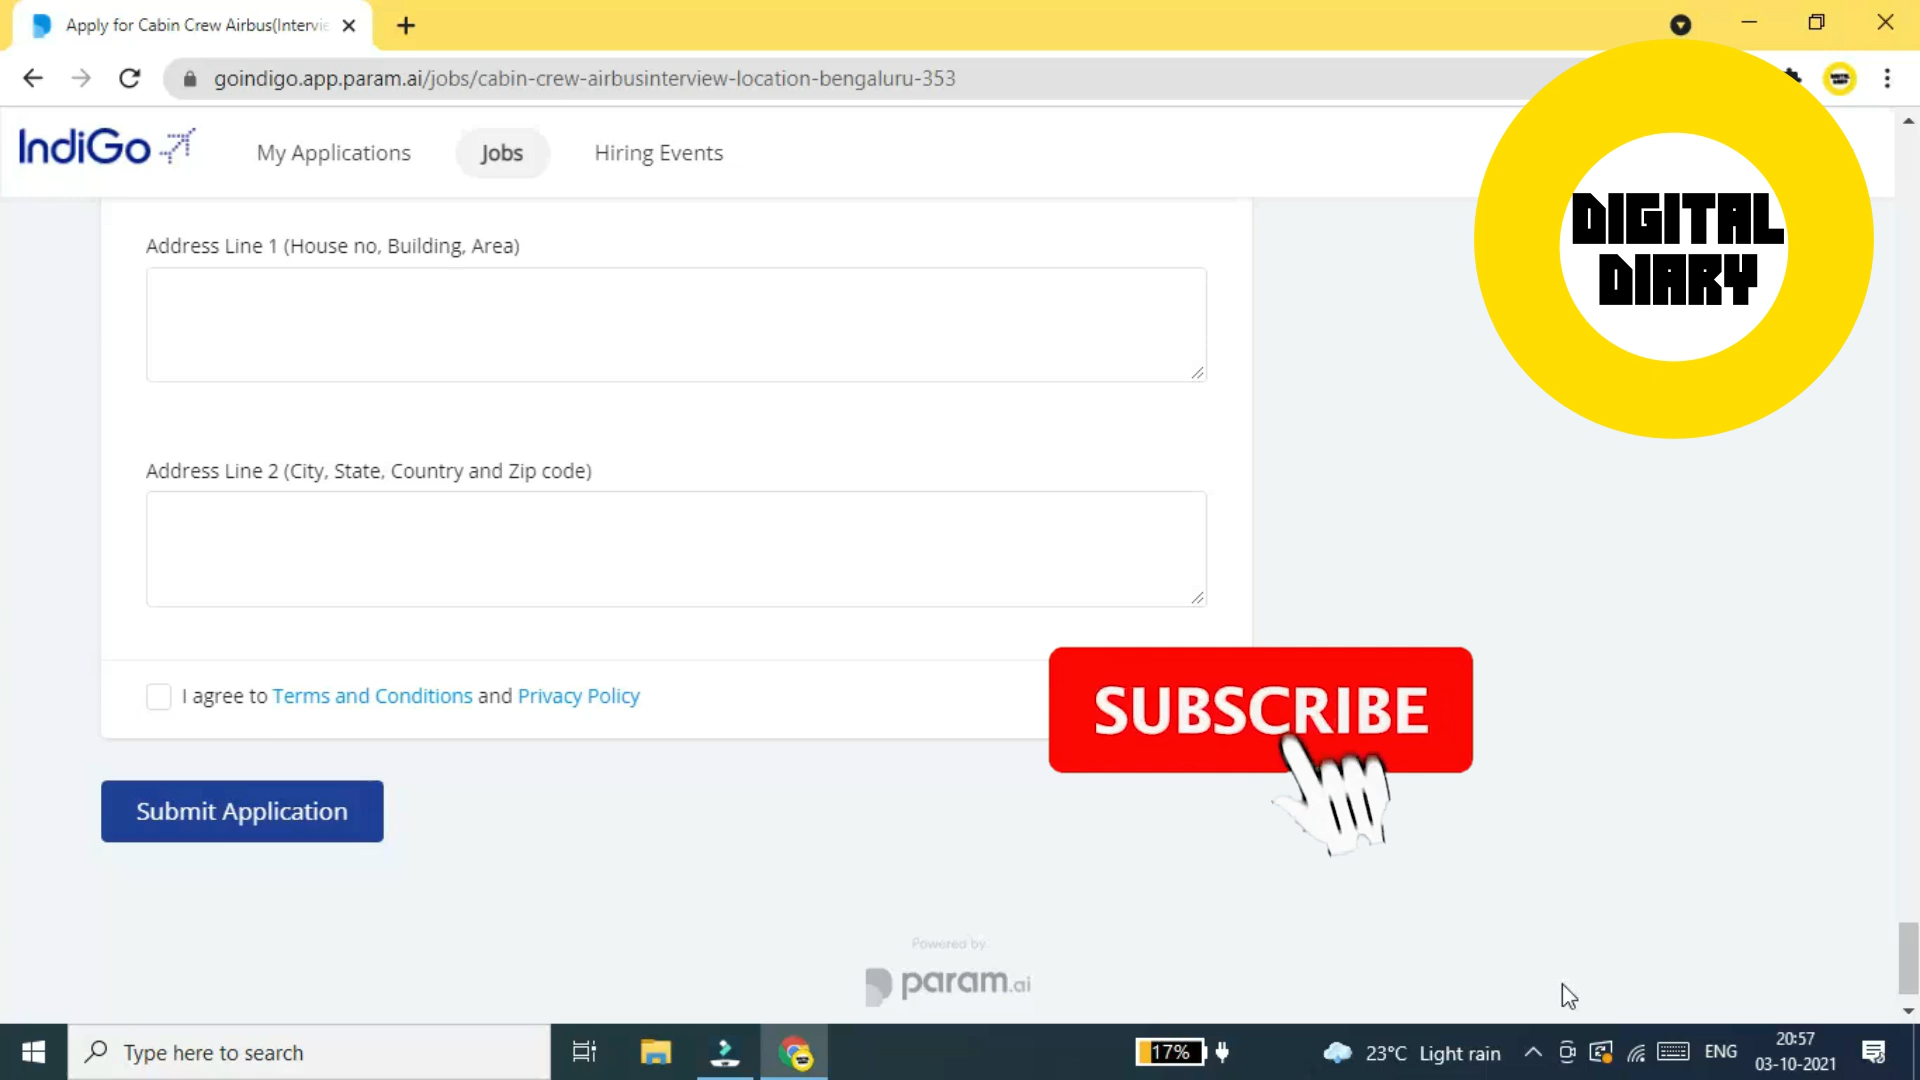 Apply for Cabin Crew Airbus(Intervie
goindigo.app.param.ai/jobs/cabin-crew-airbusinterview-location-bengaluru-353
IndiGo
My Applications
Jobs
Hiring Events
DIGITAL
DIARY
Address Line 1 (House no, Building, Area)
Address Line 2 (City, State, Country and Zip code)
I agree to Terms and Conditions and Privacy Policy
SUBSCRIBE
Submit Application
Powered by
param.ai
Type here to search
17%
23°C Light rain
ENG
20:57
03-10-2021